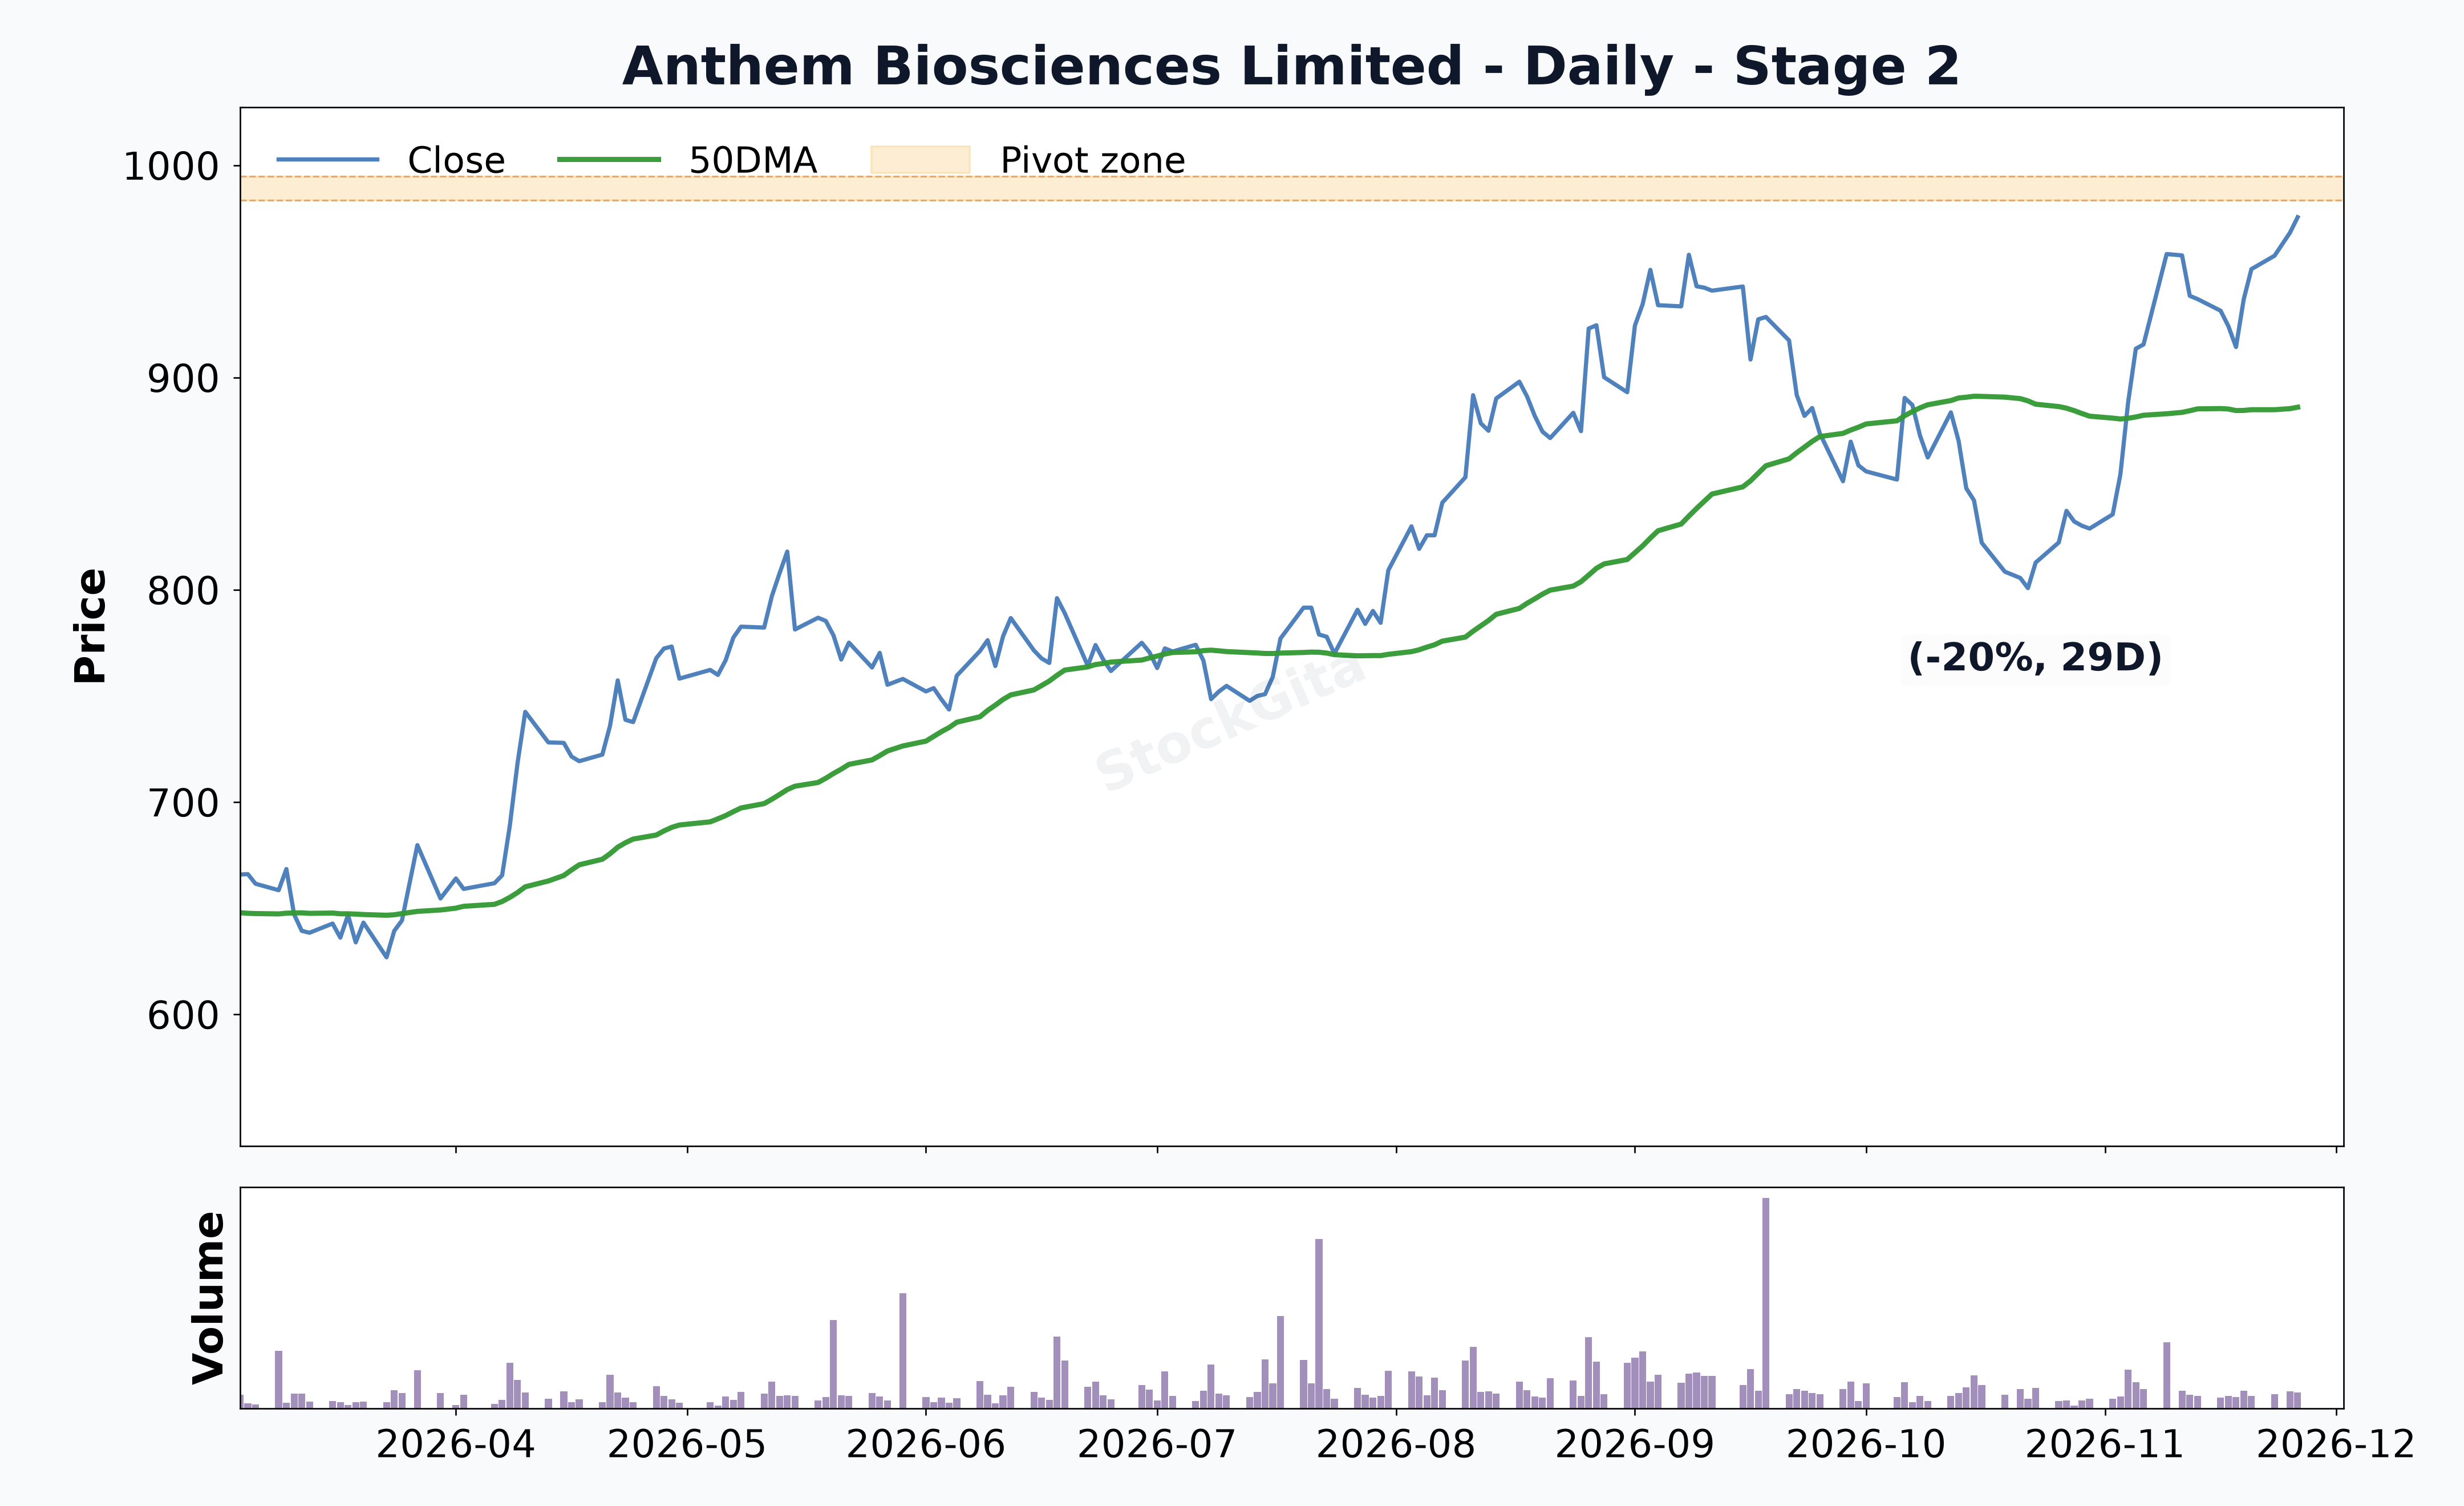 Anthem Biosciences Limited - Daily - Stage 2
Close 50DMA Pivot zone
1000
900
800
700
600
Price
(-20%, 29D)
StockGita
Volume
2026-04 2026-05 2026-06 2026-07 2026-08 2026-09 2026-10 2026-11 2026-12